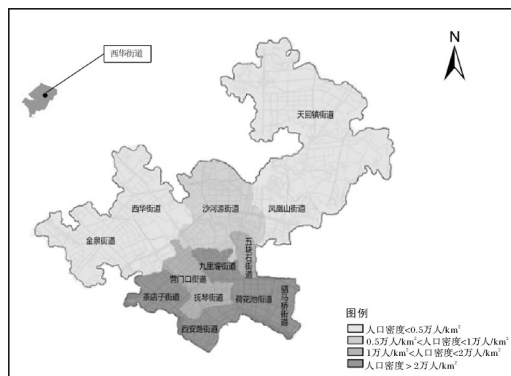 西华街道
N
天回镇街道
西华街道
沙河源街道
凤凰山街道
金泉街道
五块石街道
九里堤街道
营门口街道
茶店子街道
抚琴街道
荷花池街道
驷马桥街道
西安路街道
图例
人口密度<0.5万人/km²
0.5万人/km²<人口密度<1万人/km²
1万人/km²<人口密度<2万人/km²
人口密度>2万人/km²